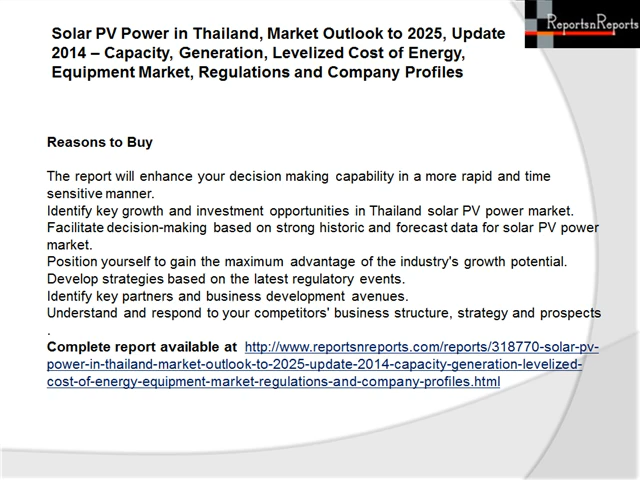 Solar PV Power in Thailand, Market Outlook to 2025, Update
2014 – Capacity, Generation, Levelized Cost of Energy,
Equipment Market, Regulations and Company Profiles
ReportsnReports
Reasons to Buy
The report will enhance your decision making capability in a more rapid and time
sensitive manner.
Identify key growth and investment opportunities in Thailand solar PV power market.
Facilitate decision-making based on strong historic and forecast data for solar PV power
market.
Position yourself to gain the maximum advantage of the industry's growth potential.
Develop strategies based on the latest regulatory events.
Identify key partners and business development avenues.
Understand and respond to your competitors' business structure, strategy and prospects
.
Complete report available at http://www.reportsnreports.com/reports/318770-solar-pv-
power-in-thailand-market-outlook-to-2025-update-2014-capacity-generation-levelized-
cost-of-energy-equipment-market-regulations-and-company-profiles.html